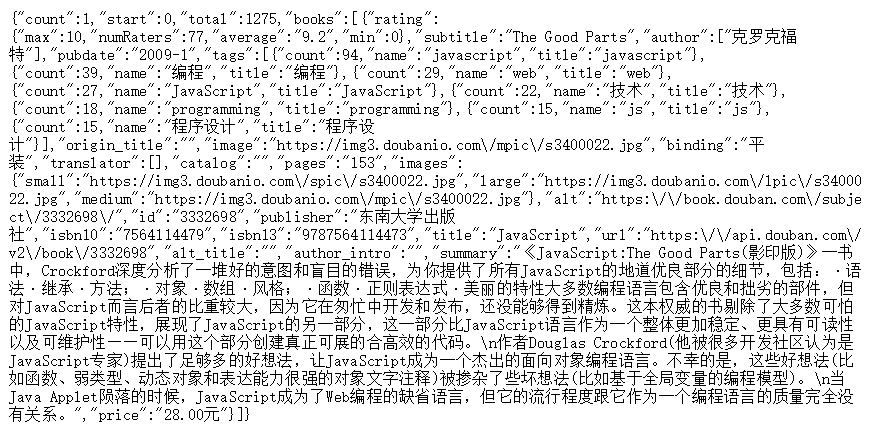 {"count":1,"start":0,"total":1275,"books":[{"rating":
{"max":10,"numRaters":77,"average":"9.2","min":0},"subtitle":"The Good Parts","author":["克罗克福
特"],"pubdate":"2009-1","tags":[{"count":94,"name":"javascript","title":"javascript"},
{"count":39,"name":"编程","title":"编程"},{"count":29,"name":"web","title":"web"},
{"count":27,"name":"JavaScript","title":"JavaScript"},{"count":22,"name":"技术","title":"技术"},
{"count":18,"name":"programming","title":"programming"},{"count":15,"name":"js","title":"js"},
{"count":15,"name":"程序设计","title":"程序设
计"}],"origin_title":"","image":"https://img3.doubanio.com\/mpic\/s3400022.jpg","binding":"平
装","translator":[],"catalog":"","pages":"153","images":
{"small":"https://img3.doubanio.com\/spic\/s3400022.jpg","large":"https://img3.doubanio.com\/lpic\/s34000
22.jpg","medium":"https://img3.doubanio.com\/mpic\/s3400022.jpg"},"alt":"https:\/\/book.douban.com\/subje
ct\/3332698\/","id":"3332698","publisher":"东南大学出版
社","isbn10":"7564114479","isbn13":"9787564114473","title":"JavaScript","url":"https:\/\/api.douban.com\/
v2\/book\/3332698","alt_title":"","author_intro":"","summary":"《JavaScript:The Good Parts(影印版)》一书
中，Crockford深度分析了一堆好的意图和盲目的错误，为你提供了所有JavaScript的地道优良部分的细节，包括：·语
法·继承·方法；·对象·数组·风格；·函数·正则表达式·美丽的特性大多数编程语言包含优良和拙劣的部件，但
对JavaScript而言后者的比重较大，因为它在匆忙中开发和发布，还没能够得到精炼。这本权威的书剔除了大多数可怕
的JavaScript特性，展现了JavaScript的另一部分，这一部分比JavaScript语言作为一个整体更加稳定、更具有可读性
以及可维护性——可以用这个部分创建真正可展的合高效的代码。\n作者Douglas Crockford(他被很多开发社区认为是
JavaScript专家)提出了足够多的好想法，让JavaScript成为一个杰出的面向对象编程语言。不幸的是，这些好想法(比
如函数、弱类型、动态对象和表达能力很强的对象文字注释)被掺杂了些坏想法(比如基于全局变量的编程模型)。\n当
Java Applet陨落的时候，JavaScript成为了Web编程的缺省语言，但它的流行程度跟它作为一个编程语言的质量完全没
有关系。","price":"28.00元"}]}